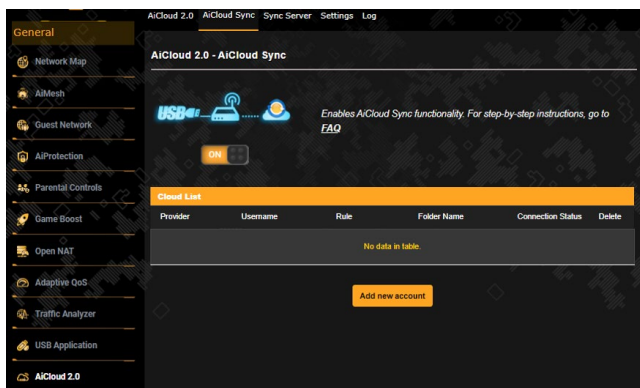 AiCloud 2.0 AiCloud Sync Sync Server Settings Log
General
Network Map
AiMesh
Guest Network
AiProtection
Parental Controls
Game Boost
Open NAT
Adaptive QoS
Traffic Analyzer
USB Application
AiCloud 2.0
AiCloud 2.0 - AiCloud Sync
USB
Enables AiCloud Sync functionality. For step-by-step instructions, go to
FAQ
ON
Cloud List
Provider Username Rule Folder Name Connection Status Delete
No data in table.
Add new account